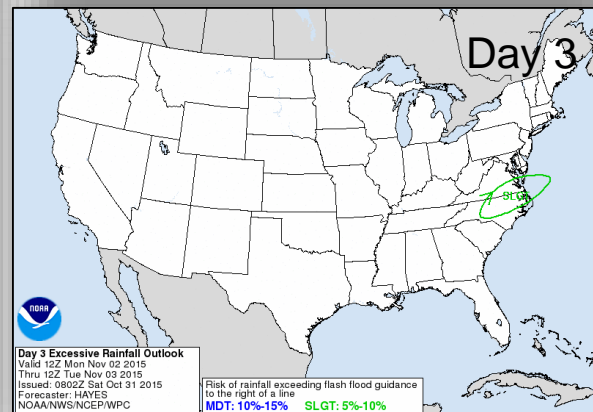 Day 3
SLGT
NOAA
Day 3 Excessive Rainfall Outlook
Valid 12Z Mon Nov 02 2015
Thru 12Z Tue Nov 03 2015
Issued: 0802Z Sat Oct 31 2015
Forecaster: HAYES
NOAA/NWS/NCEP/WPC
Risk of rainfall exceeding flash flood guidance
to the right of a line
MDT: 10%-15% SLGT: 5%-10%